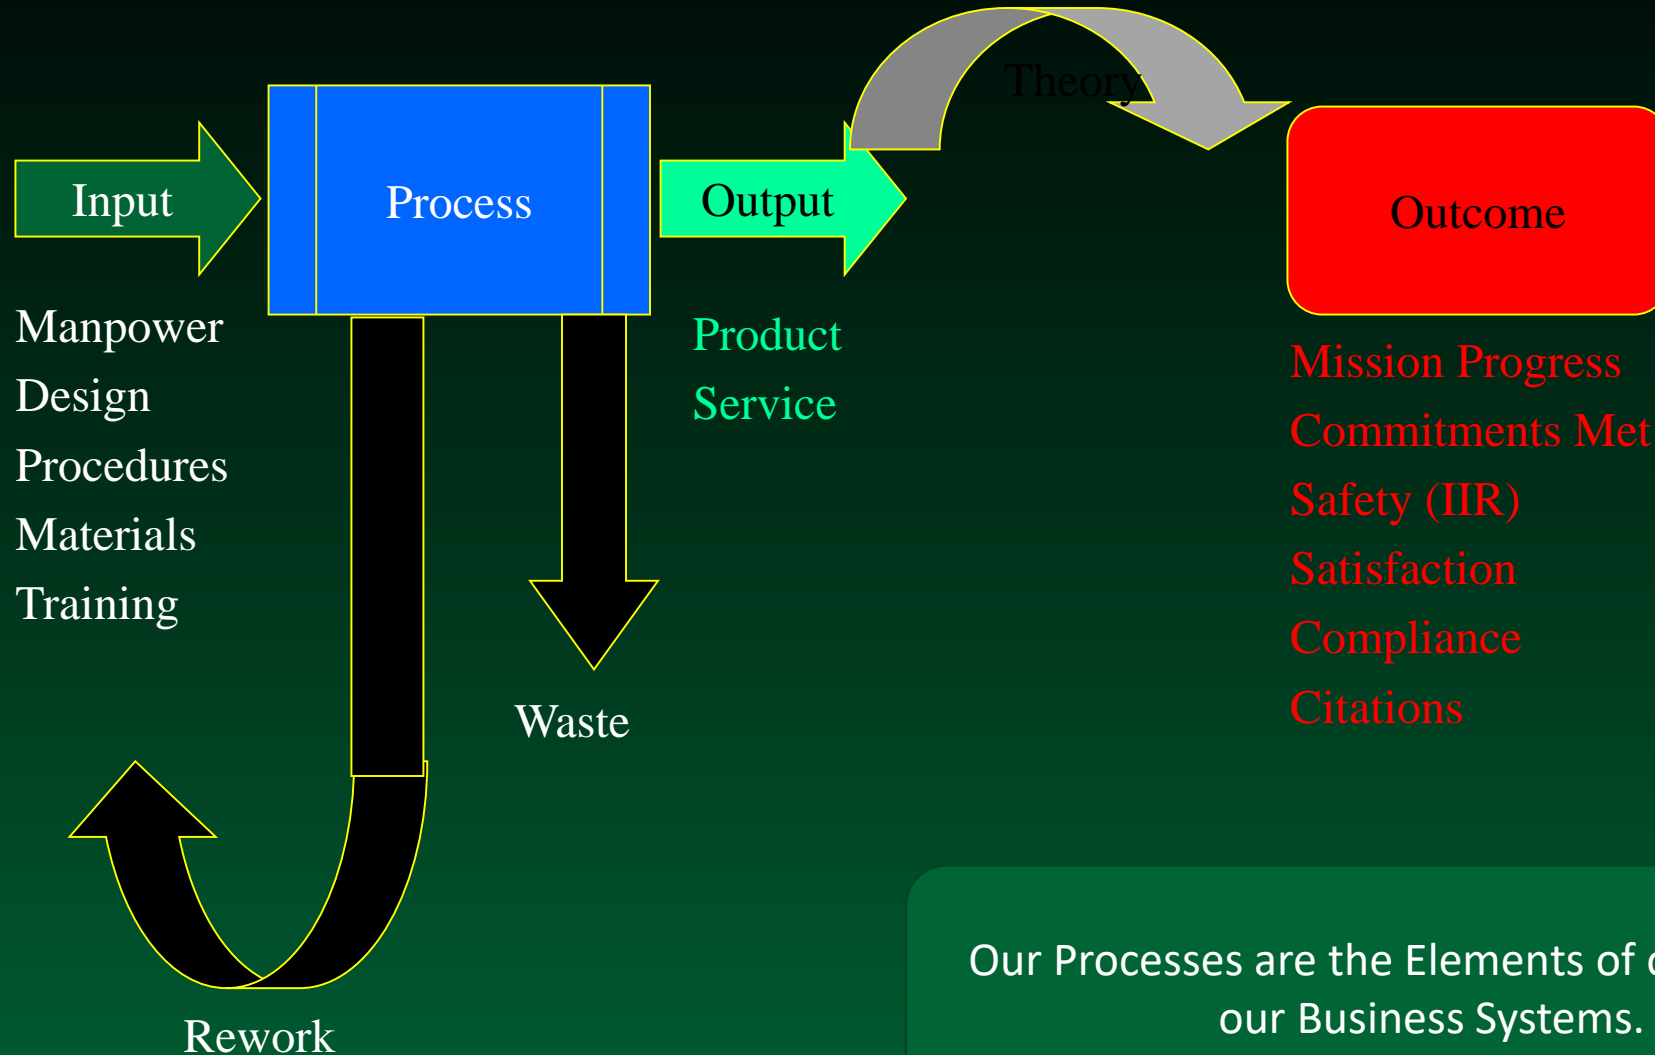 Theory
Input
Process
Output
Outcome
Manpower
Design
Procedures
Materials
Training
Product
Service
Mission Progress
Commitments Met
Safety (IIR)
Satisfaction
Compliance
Citations
Waste
Rework
Our Processes are the Elements of
our Business Systems.